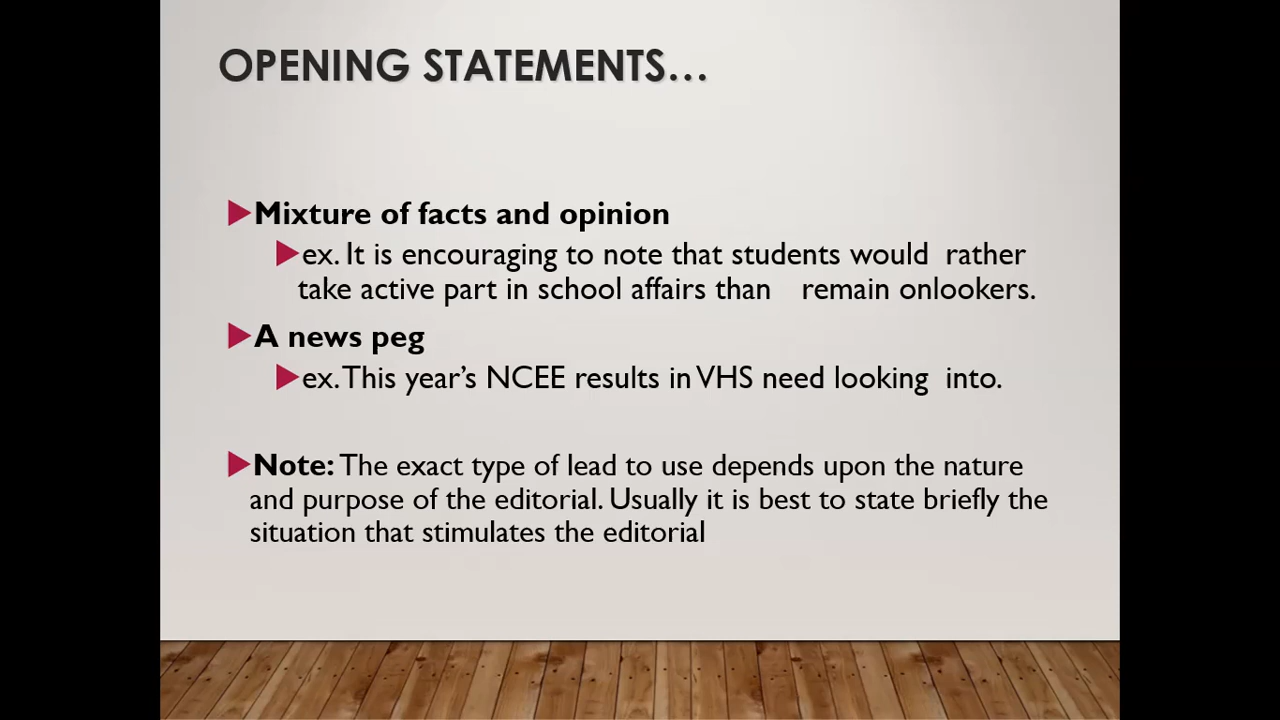 OPENING STATEMENTS…
Mixture of facts and opinion
ex. It is encouraging to note that students would rather
take active part in school affairs than remain onlookers.
A news peg
ex. This year's NCEE results in VHS need looking into.
Note: The exact type of lead to use depends upon the nature
and purpose of the editorial. Usually it is best to state briefly the
situation that stimulates the editorial